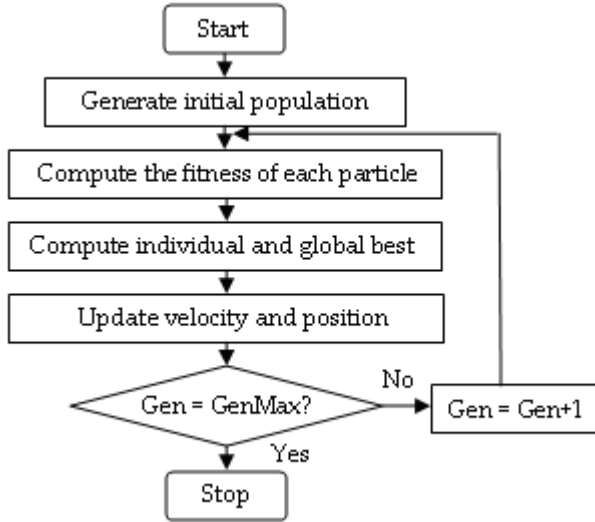 Start
Generate initial population
Compute the fitness of each particle
Compute individual and global best
Update velocity and position
Gen = GenMax?
No
Gen = Gen+1
Yes
Stop